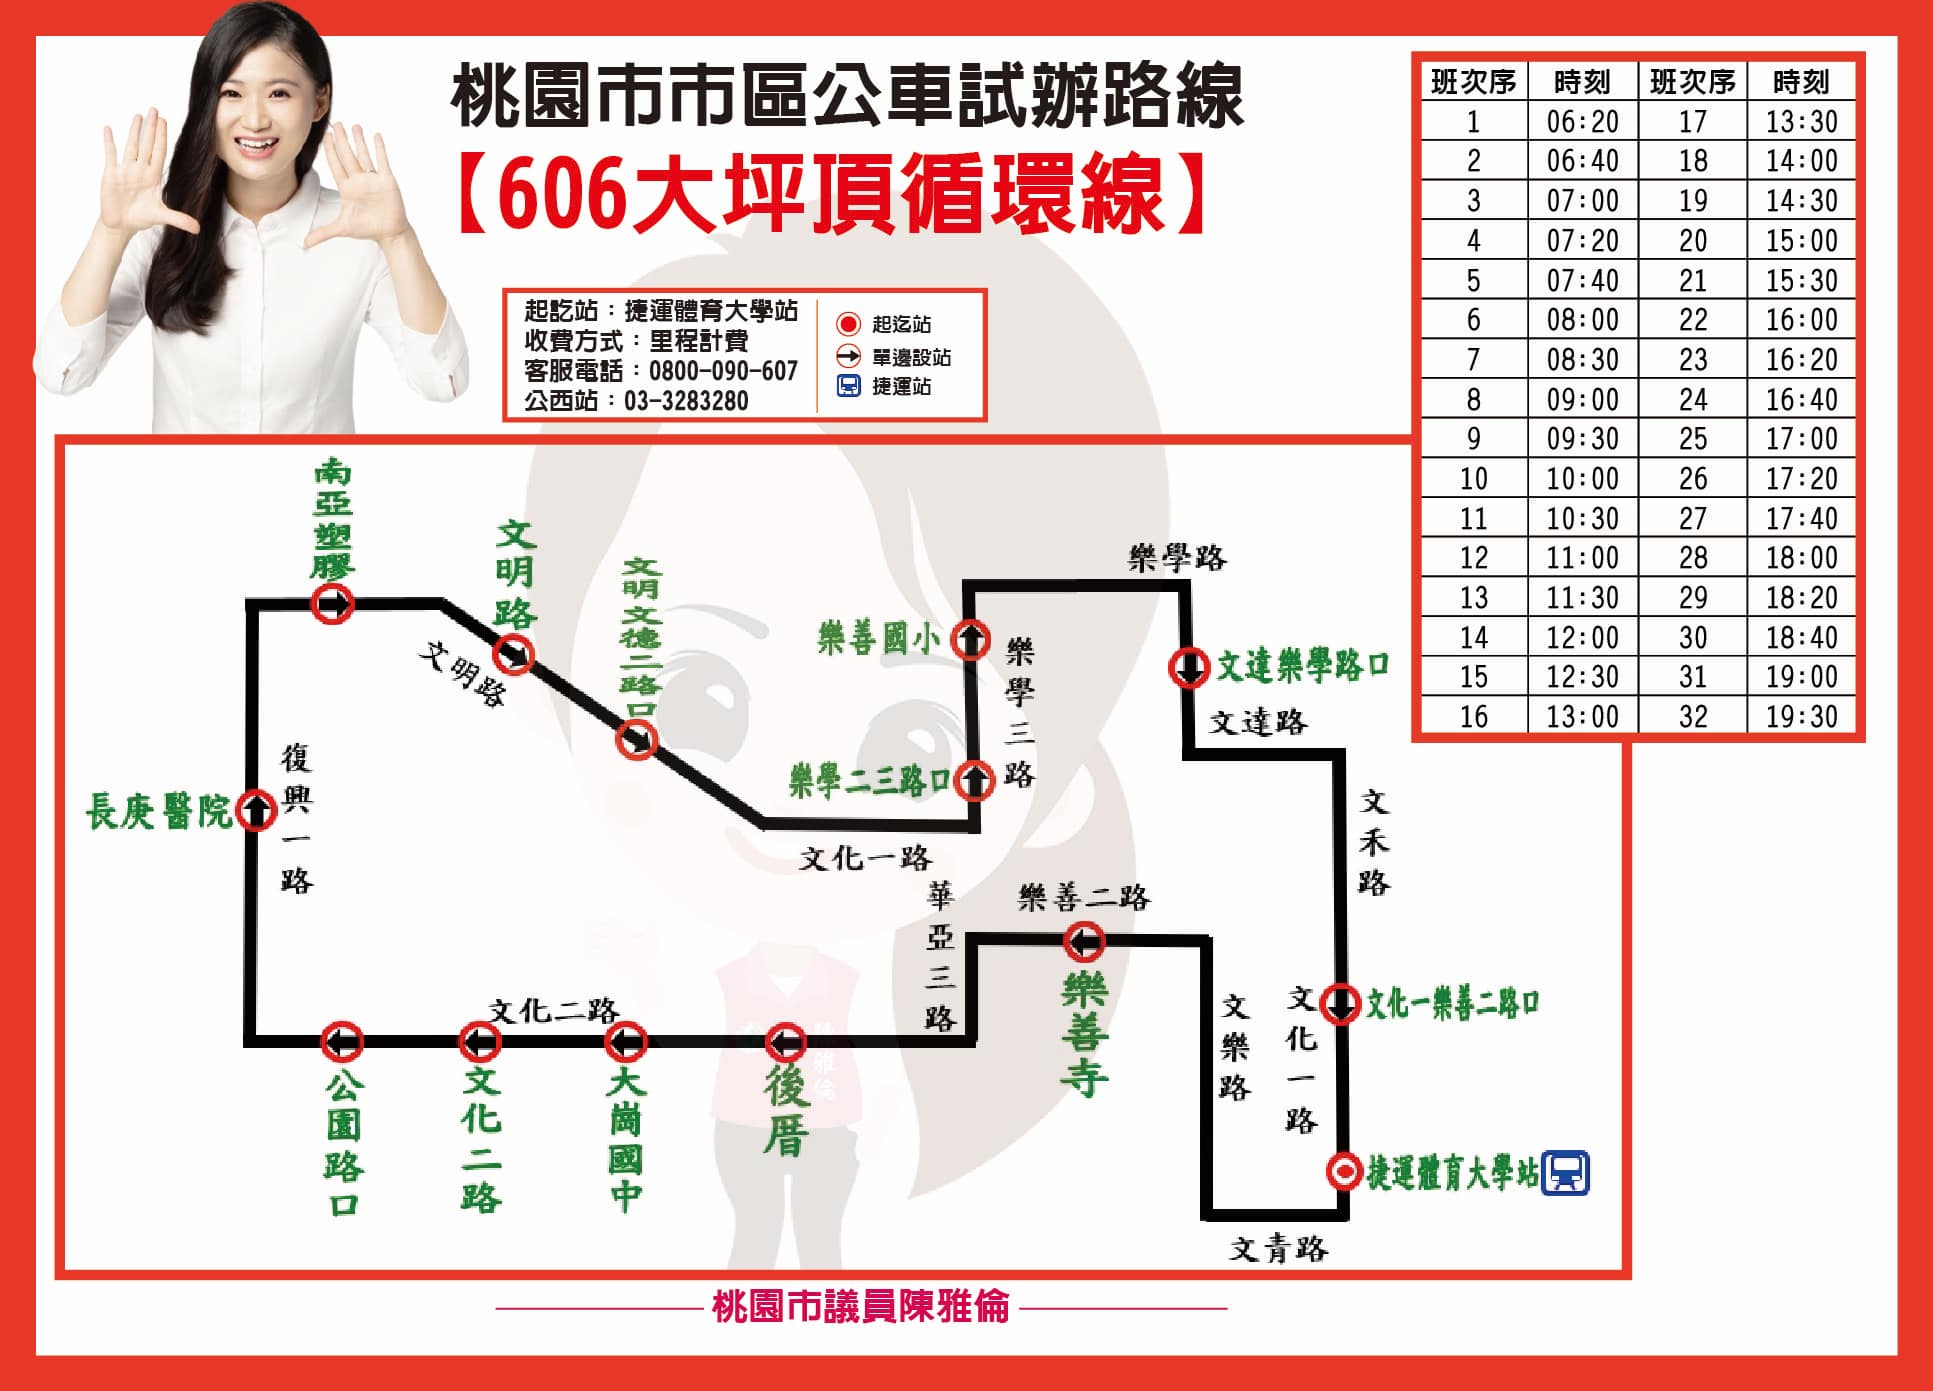 桃園市市區公車試辦路線
【606大坪頂循環線】
起訖站：捷運體育大學站
收費方式：里程計費
客服電話：0800-090-607
公西站：03-3283280
起迄站
單邊設站
捷運站
班次序 時刻 班次序 時刻
1 06:20 17 13:30
2 06:40 18 14:00
3 07:00 19 14:30
4 07:20 20 15:00
5 07:40 21 15:30
6 08:00 22 16:00
7 08:30 23 16:20
8 09:00 24 16:40
9 09:30 25 17:00
10 10:00 26 17:20
11 10:30 27 17:40
12 11:00 28 18:00
13 11:30 29 18:20
14 12:00 30 18:40
15 12:30 31 19:00
16 13:00 32 19:30
南亞塑膠
文明路
文明路
文明文德二路口
樂善國小
樂學三路
樂學路
文達樂學路口
文達路
樂學二三路口
長庚醫院
復興一路
文化一路
文禾路
華亞三路
樂善二路
樂善寺
文樂路
文化一路
文化一樂善二路口
文化二路
公園路口
文化二路
大崗國中
後厝
雅倫
捷運體育大學站
文青路
桃園市議員陳雅倫